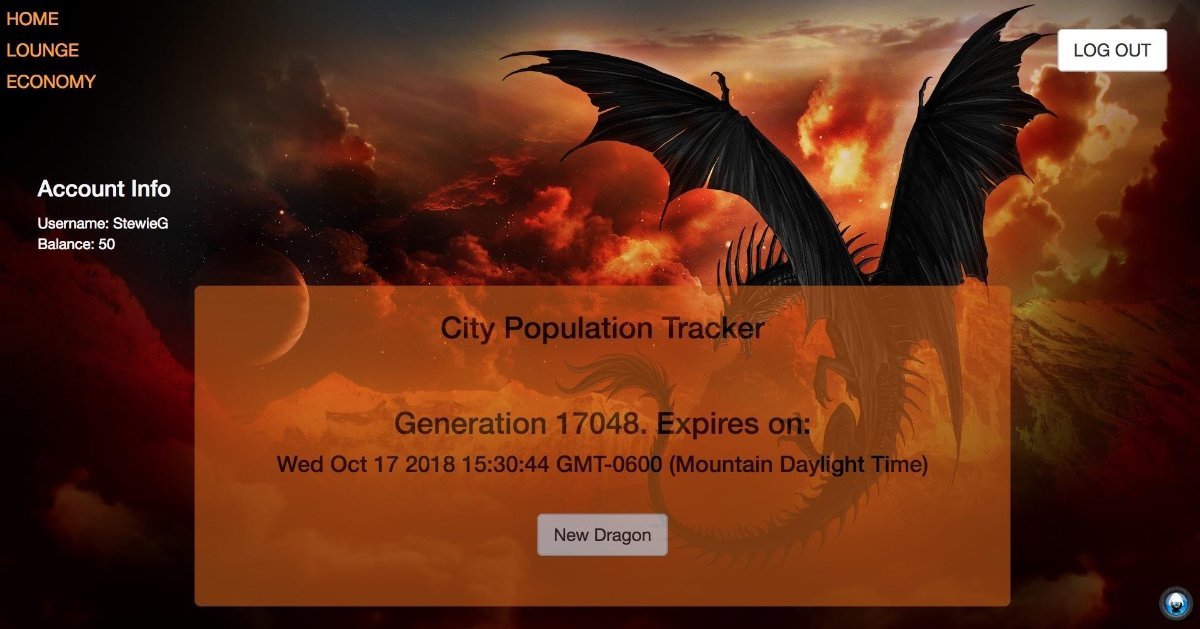 HOME
LOUNGE
ECONOMY
LOG OUT
Account Info
Username: StewieG
Balance: 50
City Population Tracker
Generation 17048. Expires on:
Wed Oct 17 2018 15:30:44 GMT-0600 (Mountain Daylight Time)
New Dragon